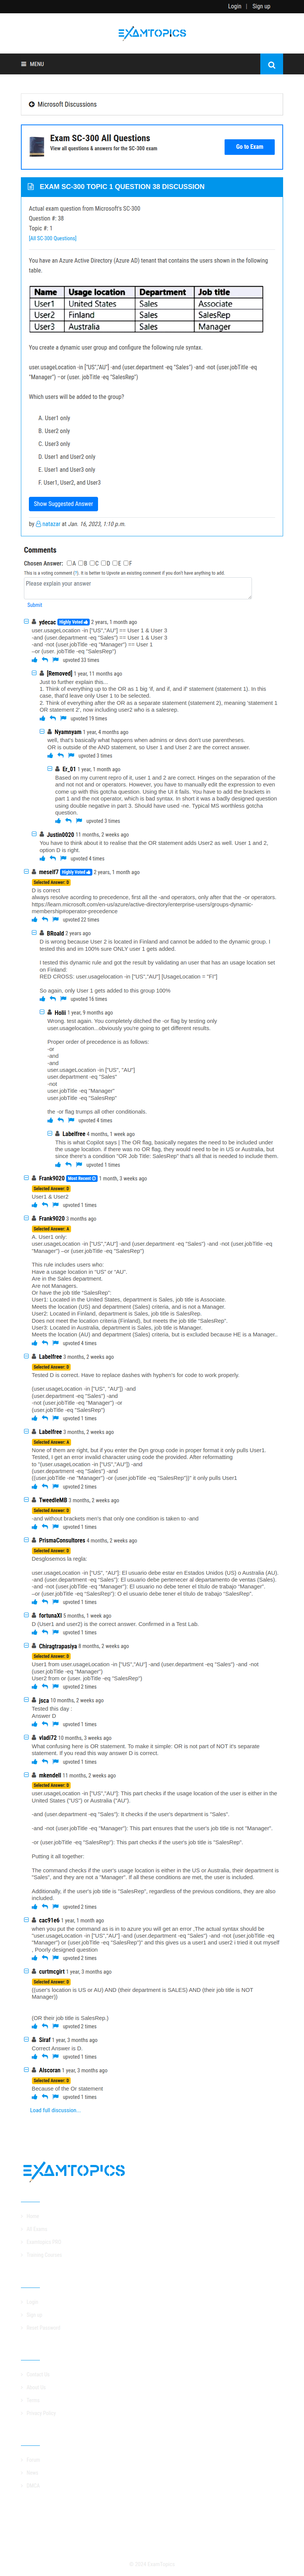 Login | Sign up
EXAMTOPICS
MENU
Microsoft Discussions
Exam SC-300 All Questions
View all questions & answers for the SC-300 exam
Go to Exam
EXAM SC-300 TOPIC 1 QUESTION 38 DISCUSSION
Actual exam question from Microsoft's SC-300
Question #: 38
Topic #: 1
[All SC-300 Questions]
You have an Azure Active Directory (Azure AD) tenant that contains the users shown in the following
table.
Name Usage location Department Job title
User1 United States Sales Associate
User2 Finland Sales SalesRep
User3 Australia Sales Manager
You create a dynamic user group and configure the following rule syntax.
user.usageLocation -in ["US","AU"] -and (user.department -eq "Sales") -and -not (user.jobTitle -eq
"Manager") –or (user. jobTitle -eq "SalesRep")
Which users will be added to the group?
A. User1 only
B. User2 only
C. User3 only
D. User1 and User2 only
E. User1 and User3 only
F. User1, User2, and User3
Show Suggested Answer
by natazar at Jan. 16, 2023, 1:10 p.m.
Comments
Chosen Answer: A B C D E F
This is a voting comment (?). It is better to Upvote an existing comment if you don't have anything to add.
Please explain your answer
Submit
ydecac Highly Voted 2 years, 1 month ago
user.usageLocation -in ["US","AU"] == User 1 & User 3
-and (user.department -eq "Sales") == User 1 & User 3
-and -not (user.jobTitle -eq "Manager") == User 1
–or (user. jobTitle -eq "SalesRep")
upvoted 33 times
[Removed] 1 year, 11 months ago
Just to further explain this...
1. Think of everything up to the OR as 1 big 'if, and if, and if' statement (statement 1). In this
case, that'd include user1 only.
2. Think of everything after the OR as a separate statement (statement 2), meaning 'statement 1
OR statement 2', now including user2 who is a salesrep.
upvoted 19 times
Nyamnyam 1 year, 4 months ago
well, that's basically what happens when admins or devs don't use parentheses.
OR is outside of the AND statement, so User 1 and User 2 are the correct answer.
upvoted 3 times
Er_01 1 year, 1 month ago
Based on my current exposure of it, user 1 and 2 are correct. Hinges the separation of the
and not and or operators. However, you have to manually edit the expression in exam to
come up with this grouping question. Using the UI it fails. You have to add the brackets in
part 1 and the not operator, which is bad syntax. In short it was a badly designed question
using double negative in part 3. Should have used -ne. Typical MS worthless gotcha
question.
upvoted 3 times
Justin0020 11 months, 2 weeks ago
You have to think about it but I realise that the OR statement adds User2 as well. User 1 and 2,
option D is right.
upvoted 4 times
meself7 Highly Voted 2 years, 1 month ago
Selected Answer: D
D is correct
always resolve according to precedence, first all the -and operators, only after that the -or operators.
https://learn.microsoft.com/en-us/azure/active-directory/enterprise-users/groups-dynamic-
membership#operator-precedence
upvoted 22 times
BRoald 2 years ago
D is wrong because User 2 is located in Finland and cannot be added to the dynamic group. I
tested this and im 100% sure ONLY user 1 gets added.
I tested this dynamic rule and got the result by validating an user that has an usage location set
on Finland:
RED CROSS: user.usagelocation -in ["US","AU"] [UsageLocation = "FI"]
So again, only User 1 gets added to this group 100%
upvoted 16 times
Holii 1 year, 9 months ago
Wrong. test again. You completely ditched the -or flag by testing only
user.usagelocation...obviously you're going to get different results.
Proper order of precedence is as follows:
-or
-and
-and
user.usageLocation -in ["US", "AU"]
user.department -eq "Sales"
-not
user.jobTitle -eq "Manager"
user.jobTitle -eq "SalesRep"
the -or flag trumps all other conditionals.
upvoted 4 times
Labelfree 4 months, 1 week ago
This is what Copilot says | The OR flag, basically negates the need to be included under
the usage location. if there was no OR then yes they would need to be in US or Australia, but
since there's a condition "OR Job Title: SalesRep" that's all that is needed to include them.
upvoted 1 times
Frank9020 Most Recent 1 month, 3 weeks ago
Selected Answer: D
User1 & User2
upvoted 1 times
Frank9020 3 months ago
Selected Answer: A
A. User1 only:
user.usageLocation -in ["US","AU"] -and (user.department -eq "Sales") -and -not (user.jobTitle -eq
"Manager") –or (user.jobTitle -eq "SalesRep")
This rule includes users who:
Have a usage location in "US" or "AU".
Are in the Sales department.
Are not Managers.
Or have the job title "SalesRep":
User1: Located in the United States, department is Sales, job title is Associate.
Meets the location (US) and department (Sales) criteria, and is not a Manager.
User2: Located in Finland, department is Sales, job title is SalesRep.
Does not meet the location criteria (Finland), but meets the job title "SalesRep".
User3: Located in Australia, department is Sales, job title is Manager.
Meets the location (AU) and department (Sales) criteria, but is excluded because HE is a Manager..
upvoted 4 times
Labelfree 3 months, 2 weeks ago
Selected Answer: D
Tested D is correct. Have to replace dashes with hypher's for code to work properly.
(user.usageLocation -in ["US", "AU"]) -and
(user.department -eq "Sales") -and
-not (user.jobTitle -eq "Manager") -or
(user.jobTitle -eq "SalesRep")
upvoted 1 times
Labelfree 3 months, 2 weeks ago
Selected Answer: A
None of them are right, but if you enter the Dyn group code in proper format it only pulls User1.
Tested, I get an error invalid character using code provided. After reformatting
to "(user.usageLocation -in ["US","AU"]) -and
(user.department -eq "Sales") -and
((user.jobTitle -ne "Manager") -or (user.jobTitle -eq "SalesRep"))" it only pulls User1
upvoted 2 times
TweedleMB 3 months, 2 weeks ago
Selected Answer: D
-and without brackets mern's that only one condition is taken to -and
upvoted 1 times
PrismaConsultores 4 months, 2 weeks ago
Selected Answer: D
Desglosemos la regla:
user.usageLocation -in ["US", "AU"]: El usuario debe estar en Estados Unidos (US) o Australia (AU).
-and (user.department -eq "Sales"): El usuario debe pertenecer al departamento de ventas (Sales).
-and -not (user.jobTitle -eq "Manager"): El usuario no debe tener el título de trabajo "Manager".
–or (user.jobTitle -eq "SalesRep"): O el usuario debe tener el título de trabajo "SalesRep".
upvoted 1 times
fortunaXI 5 months, 1 week ago
D (User1 and user2) is the correct answer. Confirmed in a Test Lab.
upvoted 1 times
Chiragtrapasiya 8 months, 2 weeks ago
Selected Answer: D
User1 from user.usageLocation -in ["US","AU"] -and (user.department -eq "Sales") -and -not
(user.jobTitle -eq "Manager")
User2 from or (user. jobTitle -eq "SalesRep")
upvoted 2 times
jsca 10 months, 2 weeks ago
Tested this day :
Answer D
upvoted 1 times
vladi72 10 months, 3 weeks ago
What confusing here is OR statement. To make it simple: OR is not part of NOT it's separate
statement. If you read this way answer D is correct.
upvoted 1 times
mkendell 11 months, 2 weeks ago
Selected Answer: D
user.usageLocation -in ["US","AU"]: This part checks if the usage location of the user is either in the
United States ("US") or Australia ("AU").
-and (user.department -eq "Sales"): It checks if the user's department is "Sales".
-and -not (user.jobTitle -eq "Manager"): This part ensures that the user's job title is not "Manager".
-or (user.jobTitle -eq "SalesRep"): This part checks if the user's job title is "SalesRep".
Putting it all together:
The command checks if the user's usage location is either in the US or Australia, their department is
"Sales", and their job title is not "Manager". If all these conditions are met, the user is included.
Additionally, if the user's job title is "SalesRep", regardless of the previous conditions, they are also
included.
upvoted 2 times
cac91e6 1 year, 1 month ago
when you put the command as is in to azure you will get an error ,The actual syntax should be
"user.usageLocation -in ["US","AU"] -and (user.department -eq "Sales") -and -not (user.jobTitle -eq
"Manager") or (user.jobTitle -eq "SalesRep")" and this gives us a user1 and user2 i tried it out myself
, Poorly designed question
upvoted 2 times
curtmcgirt 1 year, 3 months ago
Selected Answer: D
((user's location is US or AU) AND (their department is SALES) AND (their job title is NOT
Manager))
(OR their job title is SalesRep.)
upvoted 2 times
Siraf 1 year, 3 months ago
Correct Answer is D.
upvoted 1 times
Alscoran 1 year, 3 months ago
Selected Answer: D
Because of the Or statement
upvoted 1 times
Load full discussion...
EXAMTOPICS